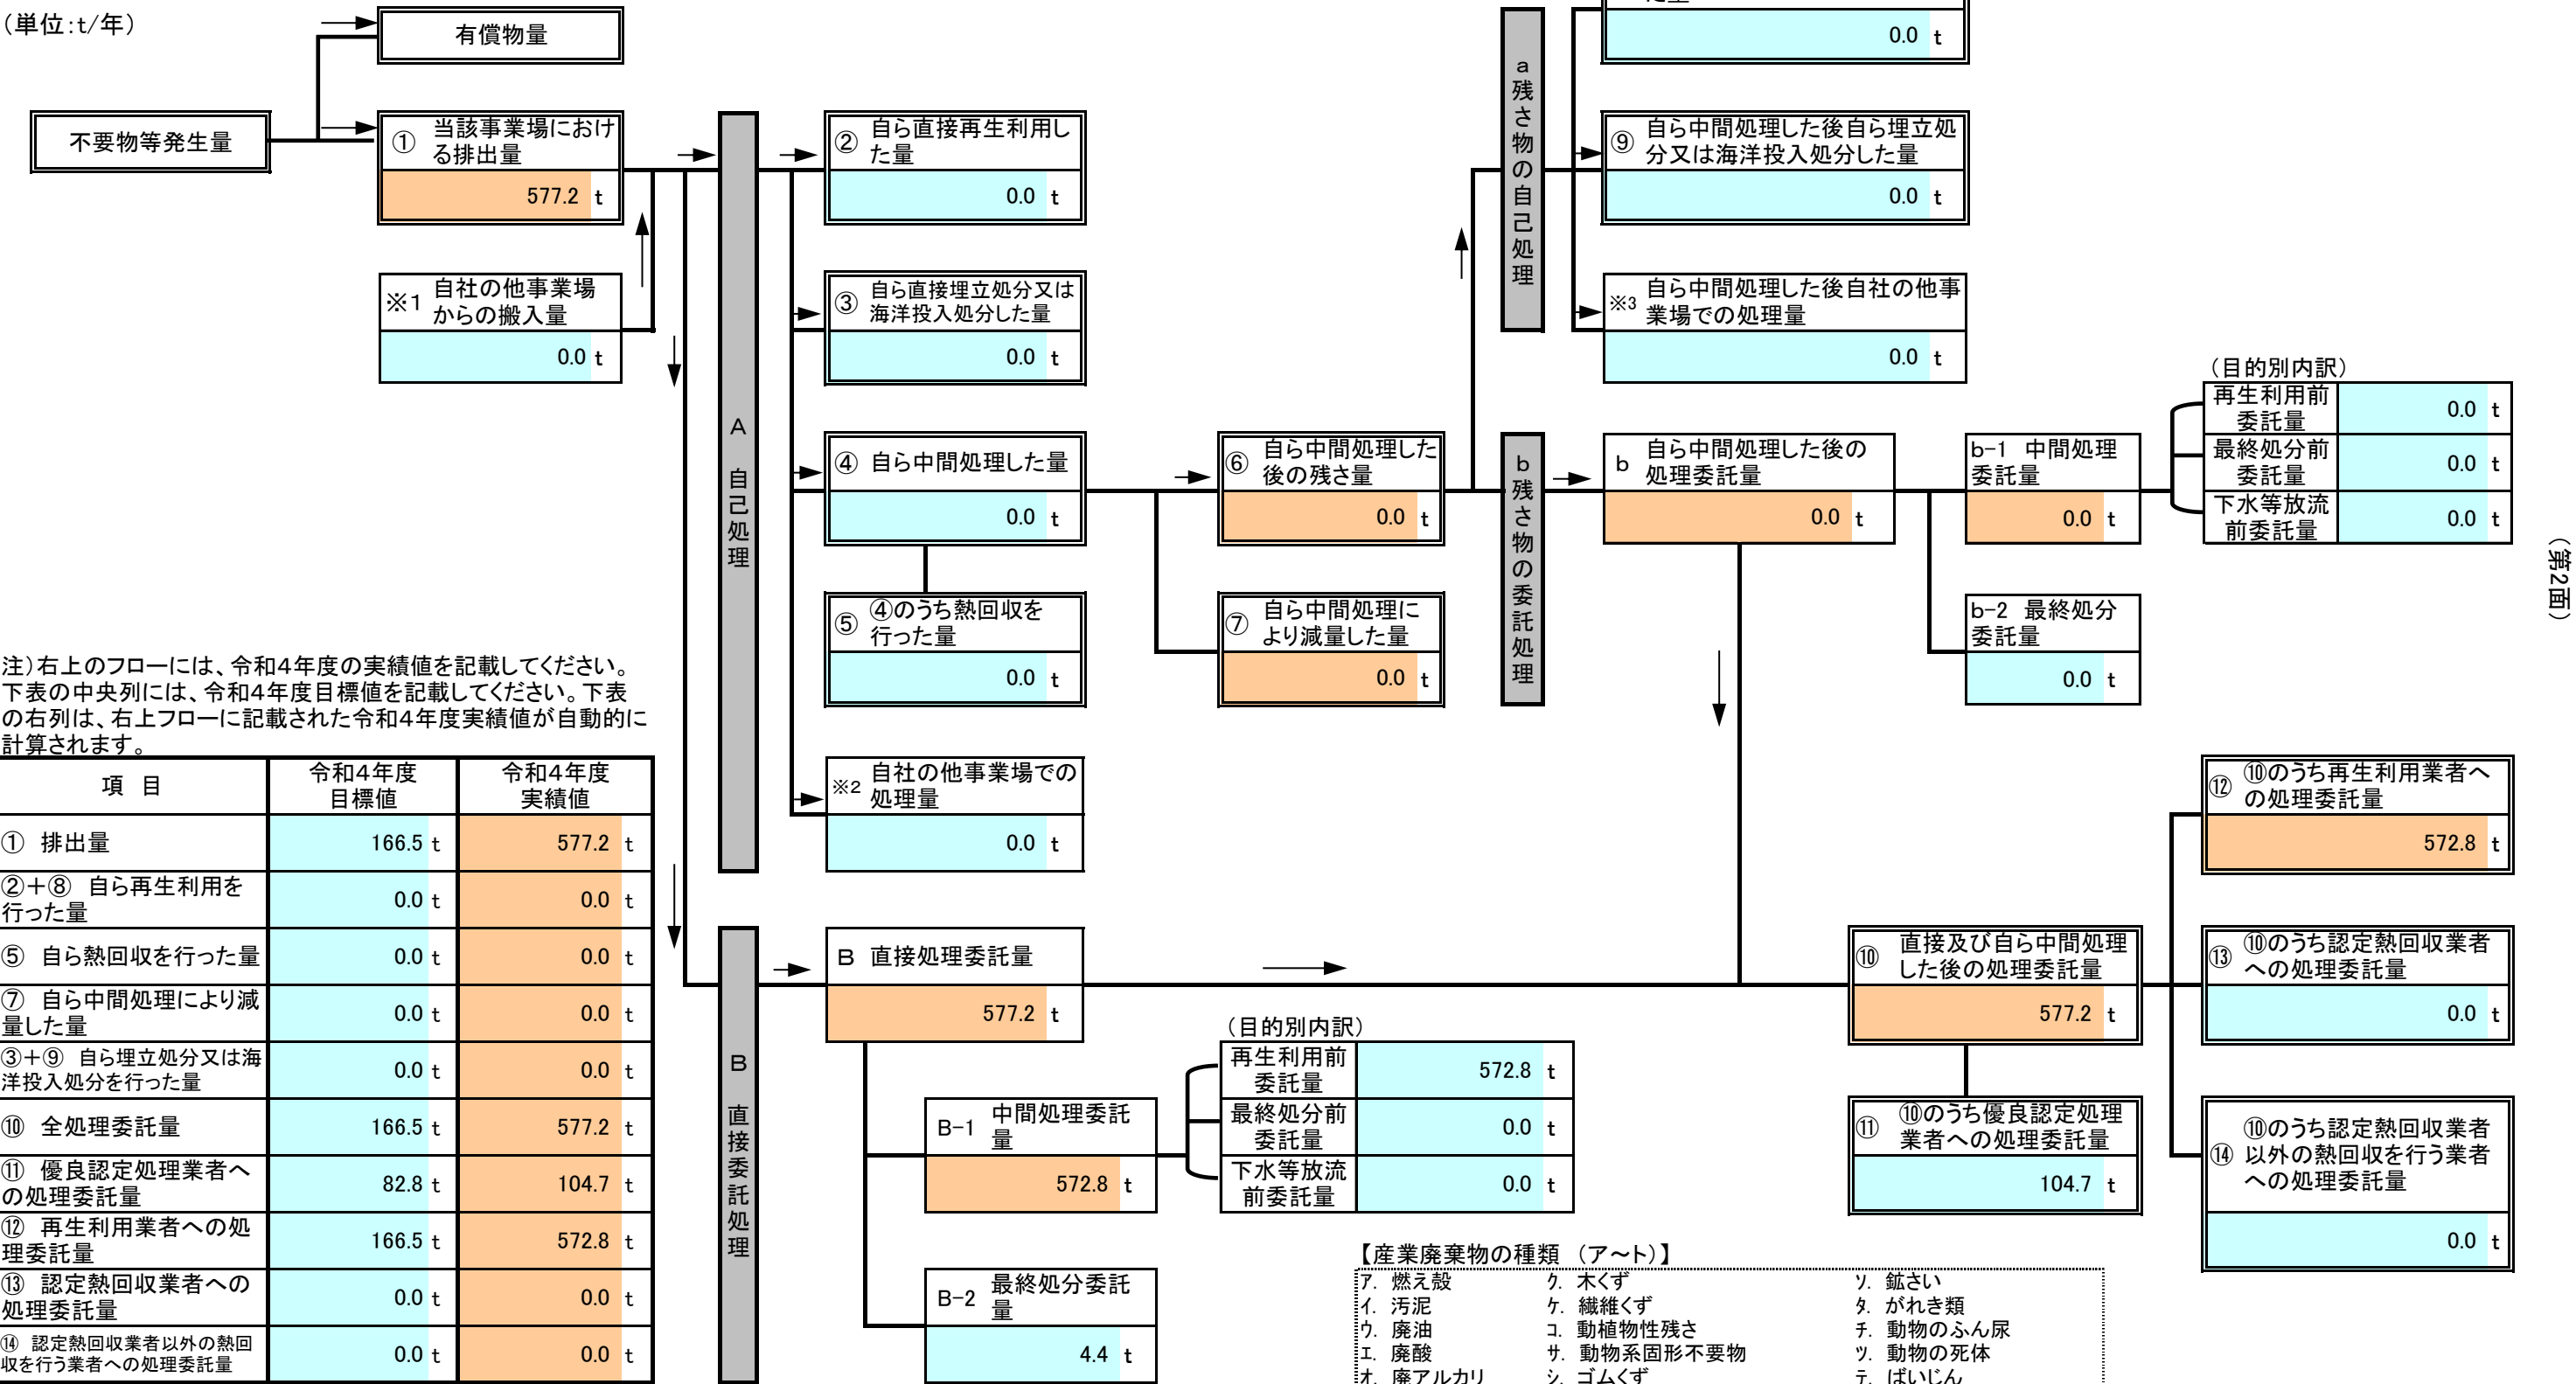 （単位:t/年）
有償物量
不要物等発生量
① 当該事業場におけ
る排出量
577.2 t
※1 自社の他事業場
からの搬入量
0.0 t
A 自己処理
② 自ら直接再生利用し
た量
0.0 t
③ 自ら直接埋立処分又は
海洋投入処分した量
0.0 t
④ 自ら中間処理した量
0.0 t
⑤ ④のうち熱回収を
行った量
0.0 t
※2 自社の他事業場での
処理量
0.0 t
⑥ 自ら中間処理した
後の残さ量
0.0 t
⑦ 自ら中間処理に
より減量した量
0.0 t
a残さ物の自己処理
0.0 t
⑨ 自ら中間処理した後自ら埋立処
分又は海洋投入処分した量
0.0 t
※3 自ら中間処理した後自社の他事
業場での処理量
0.0 t
b残さ物の委託処理
b 自ら中間処理した後の
処理委託量
0.0 t
b-1 中間処理
委託量
0.0 t
b-2 最終処分
委託量
0.0 t
（目的別内訳）
再生利用前
委託量
0.0 t
最終処分前
委託量
0.0 t
下水等放流
前委託量
0.0 t
（第2面）
注）右上のフローには、令和4年度の実績値を記載してください。
下表の中央列には、令和4年度目標値を記載してください。下表
の右列は、右上フローに記載された令和4年度実績値が自動的に
計算されます。
項 目 令和4年度
目標値 令和4年度
実績値
① 排出量 166.5 t 577.2 t
②＋⑧ 自ら再生利用を
行った量 0.0 t 0.0 t
⑤ 自ら熱回収を行った量 0.0 t 0.0 t
⑦ 自ら中間処理により減
量した量 0.0 t 0.0 t
③＋⑨ 自ら埋立処分又は海
洋投入処分を行った量 0.0 t 0.0 t
⑩ 全処理委託量 166.5 t 577.2 t
⑪ 優良認定処理業者へ
の処理委託量 82.8 t 104.7 t
⑫ 再生利用業者への処
理委託量 166.5 t 572.8 t
⑬ 認定熱回収業者への
処理委託量 0.0 t 0.0 t
⑭ 認定熱回収業者以外の熱回
収を行う業者への処理委託量 0.0 t 0.0 t
B 直接委託処理
B 直接処理委託量
577.2 t
B-1 中間処理委託
量
572.8 t
B-2 最終処分委託
量
4.4 t
（目的別内訳）
再生利用前
委託量
572.8 t
最終処分前
委託量
0.0 t
下水等放流
前委託量
0.0 t
⑩ 直接及び自ら中間処理
した後の処理委託量
577.2 t
⑪ ⑩のうち優良認定処理
業者への処理委託量
104.7 t
⑫ ⑩のうち再生利用業者へ
の処理委託量
572.8 t
⑬ ⑩のうち認定熱回収業者
への処理委託量
0.0 t
⑭ ⑩のうち認定熱回収業者
以外の熱回収を行う業者
への処理委託量
0.0 t
【産業廃棄物の種類 （ア～ト）】
ｱ. 燃え殻 ｸ. 木くず ｿ. 鉱さい
ｲ. 汚泥 ｹ. 繊維くず ﾀ. がれき類
ｳ. 廃油 ｺ. 動植物性残さ ﾁ. 動物のふん尿
ｴ. 廃酸 ｻ. 動物系固形不要物 ﾂ. 動物の死体
ｵ. 廃アルカリ ｼ. ゴムくず ﾃ. ばいじん